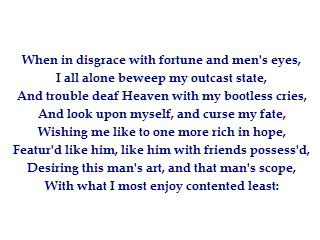 When in disgrace with fortune and men's eyes,
I all alone beweep my outcast state,
And trouble deaf Heaven with my bootless cries,
And look upon myself, and curse my fate,
Wishing me like to one more rich in hope,
Featur'd like him, like him with friends possess'd,
Desiring this man's art, and that man's scope,
With what I most enjoy contented least: